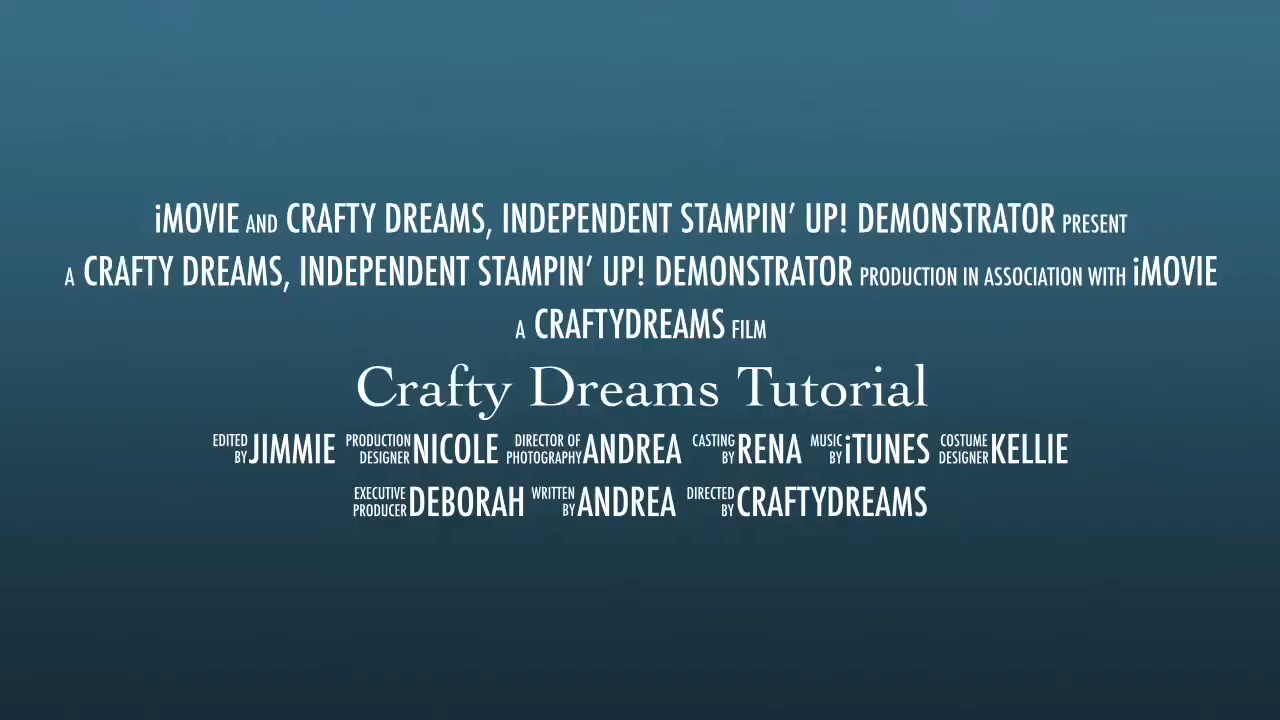 iMOVIE AND CRAFTY DREAMS, INDEPENDENT STAMPIN’ UP! DEMONSTRATOR PRESENT
A CRAFTY DREAMS, INDEPENDENT STAMPIN’ UP! DEMONSTRATOR PRODUCTION IN ASSOCIATION WITH iMOVIE
A CRAFTYDREAMS FILM
Crafty Dreams Tutorial
EDITED BY JIMMIE PRODUCTION DESIGNER NICOLE DIRECTOR OF PHOTOGRAPHY ANDREA CASTING BY RENA MUSIC BY iTUNES COSTUME DESIGNER KELLIE
EXECUTIVE PRODUCER DEBORAH WRITTEN BY ANDREA DIRECTED BY CRAFTYDREAMS